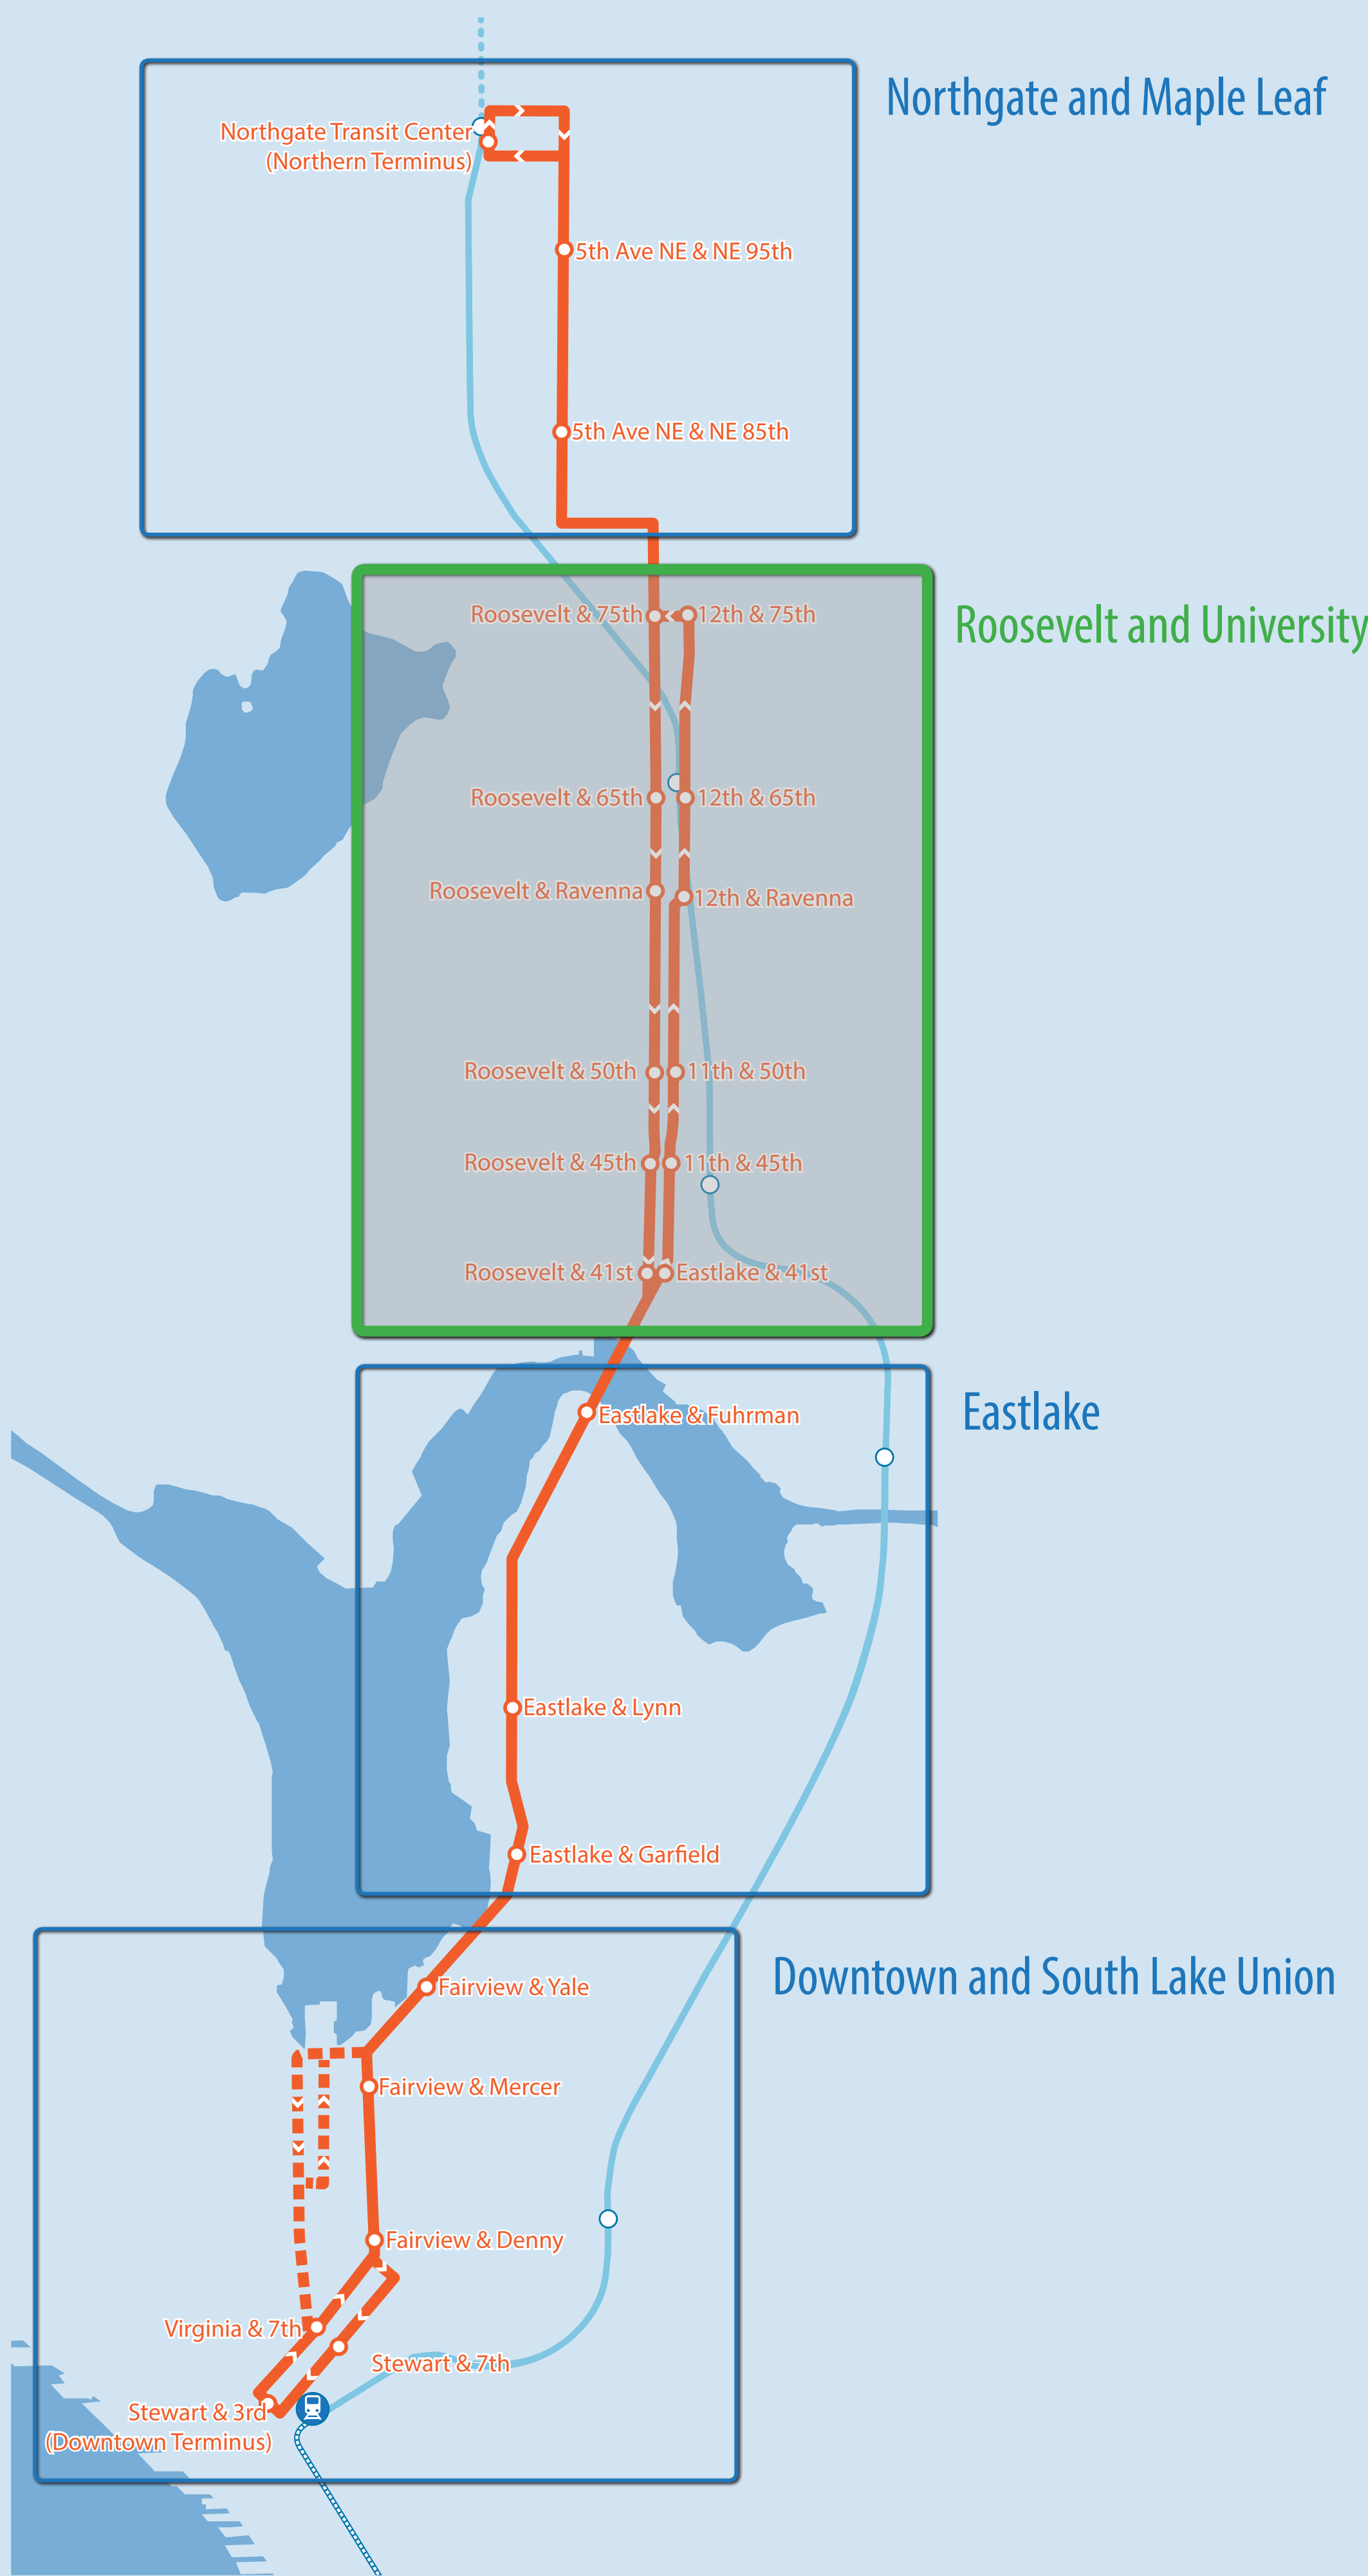 Northgate and Maple Leaf
Northgate Transit Center
(Northern Terminus)
5th Ave NE & NE 95th
5th Ave NE & NE 85th
Roosevelt and University
Roosevelt & 75th
12th & 75th
Roosevelt & 65th
12th & 65th
Roosevelt & Ravenna
12th & Ravenna
Roosevelt & 50th
11th & 50th
Roosevelt & 45th
11th & 45th
Roosevelt & 41st
Eastlake & 41st
Eastlake
Eastlake & Fuhrman
Eastlake & Lynn
Eastlake & Garfield
Downtown and South Lake Union
Fairview & Yale
Fairview & Mercer
Fairview & Denny
Virginia & 7th
Stewart & 7th
Stewart & 3rd
(Downtown Terminus)